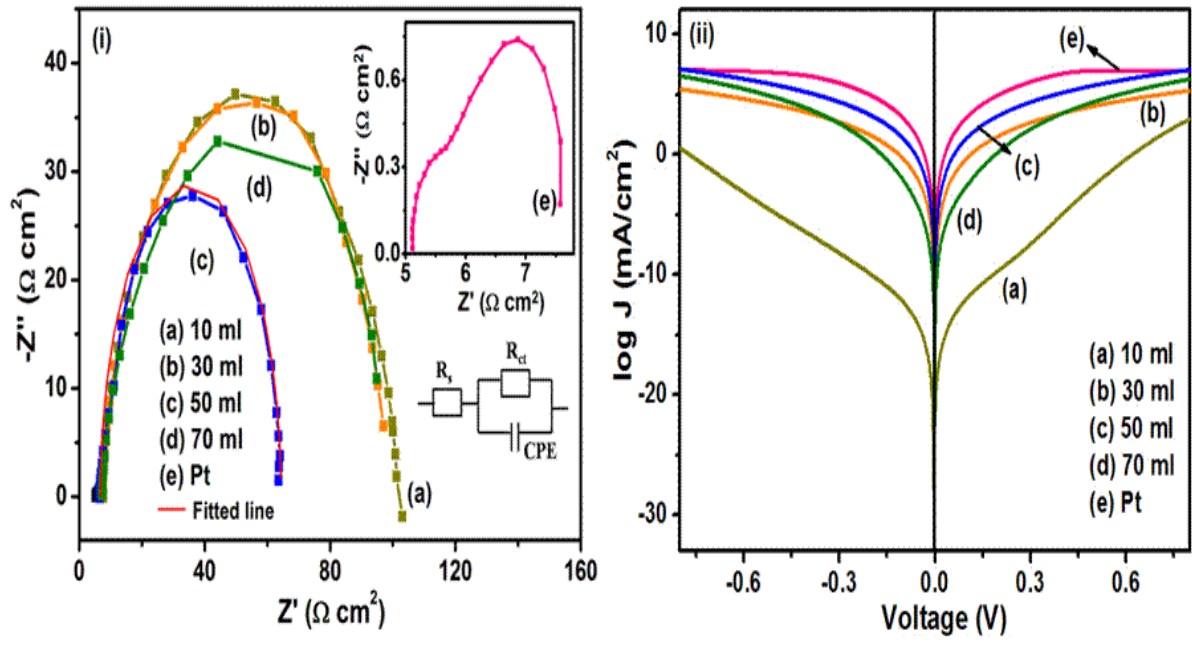 (i)
-Z'' (Ω cm²)
40
30
20
10
0
0
40
80
120
160
Z' (Ω cm²)
(b)
(d)
(c)
(a)
(a) 10 ml
(b) 30 ml
(c) 50 ml
(d) 70 ml
(e) Pt
Fitted line
-Z'' (Ω cm²)
0.6
0.3
0.0
5
6
7
Z' (Ω cm²)
(e)
Rs
Rct
CPE
(ii)
log J (mA/cm²)
10
0
-10
-20
-30
-0.6
-0.3
0.0
0.3
0.6
Voltage (V)
(e)
(b)
(c)
(d)
(a)
(a) 10 ml
(b) 30 ml
(c) 50 ml
(d) 70 ml
(e) Pt